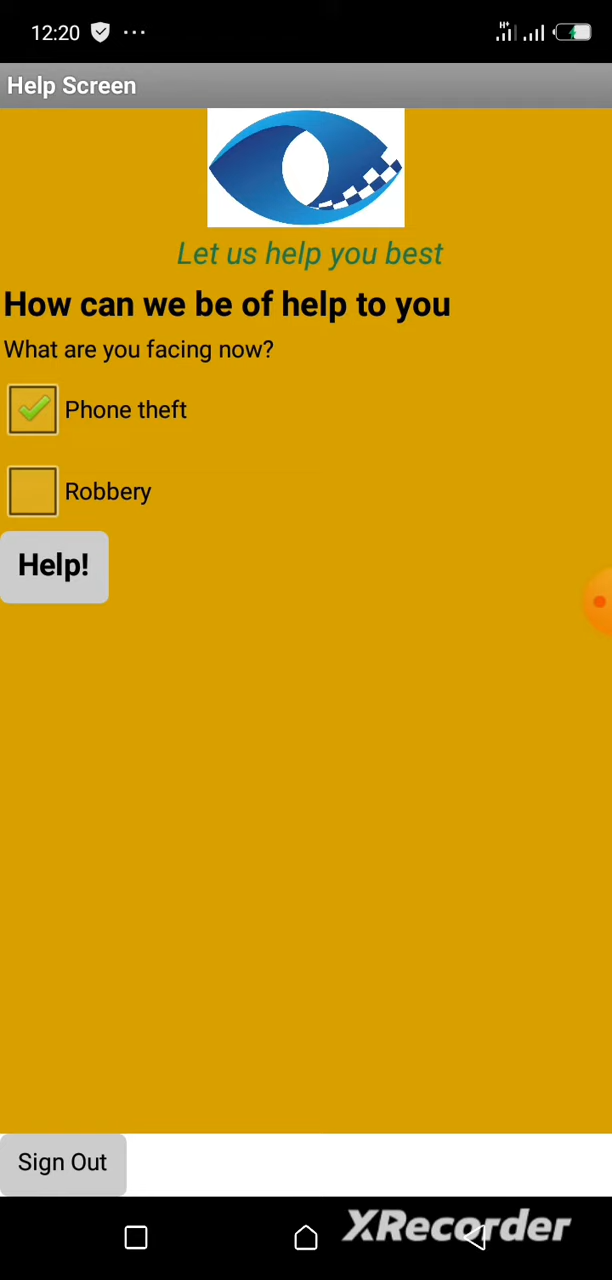 12:20
H+
Help Screen
Let us help you best
How can we be of help to you
What are you facing now?
Phone theft
Robbery
Help!
Sign Out
XRecorder